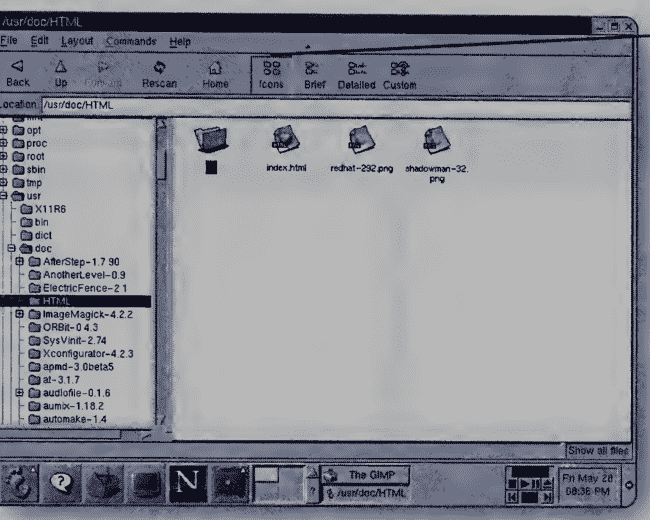 /usr/doc/HTML
File Edit Layout Commands Help
Back Up Forward Rescan Home Icons Brief Detailed Custom
Location: /usr/doc/HTML
opt
proc
root
sbin
tmp
usr
X11R6
bin
dict
doc
AfterStep-1.7.90
AnotherLevel-0.9
ElectricFence-2.1
HTML
ImageMagick-4.2.2
ORBit-0.4.3
SysVinit-2.74
Xconfigurator-4.2.3
apmd-3.0beta5
at-3.1.7
audiofile-0.1.6
aumix-1.18.2
automake-1.4
index.html
redhat-292.png
shadowman-32.
png
Show all files
N
?
The GIMP
/usr/doc/HTML
Fri May 28
08:36 PM